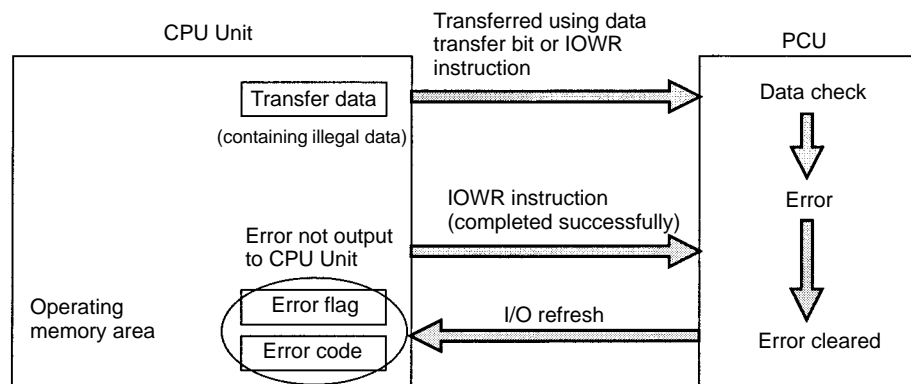 CPU Unit
Transferred using data
transfer bit or IOWR
instruction
PCU
Transfer data
(containing illegal data)
Data check
Error
IOWR instruction
(completed successfully)
Error not output
to CPU Unit
Operating
memory area
Error flag
Error code
I/O refresh
Error cleared